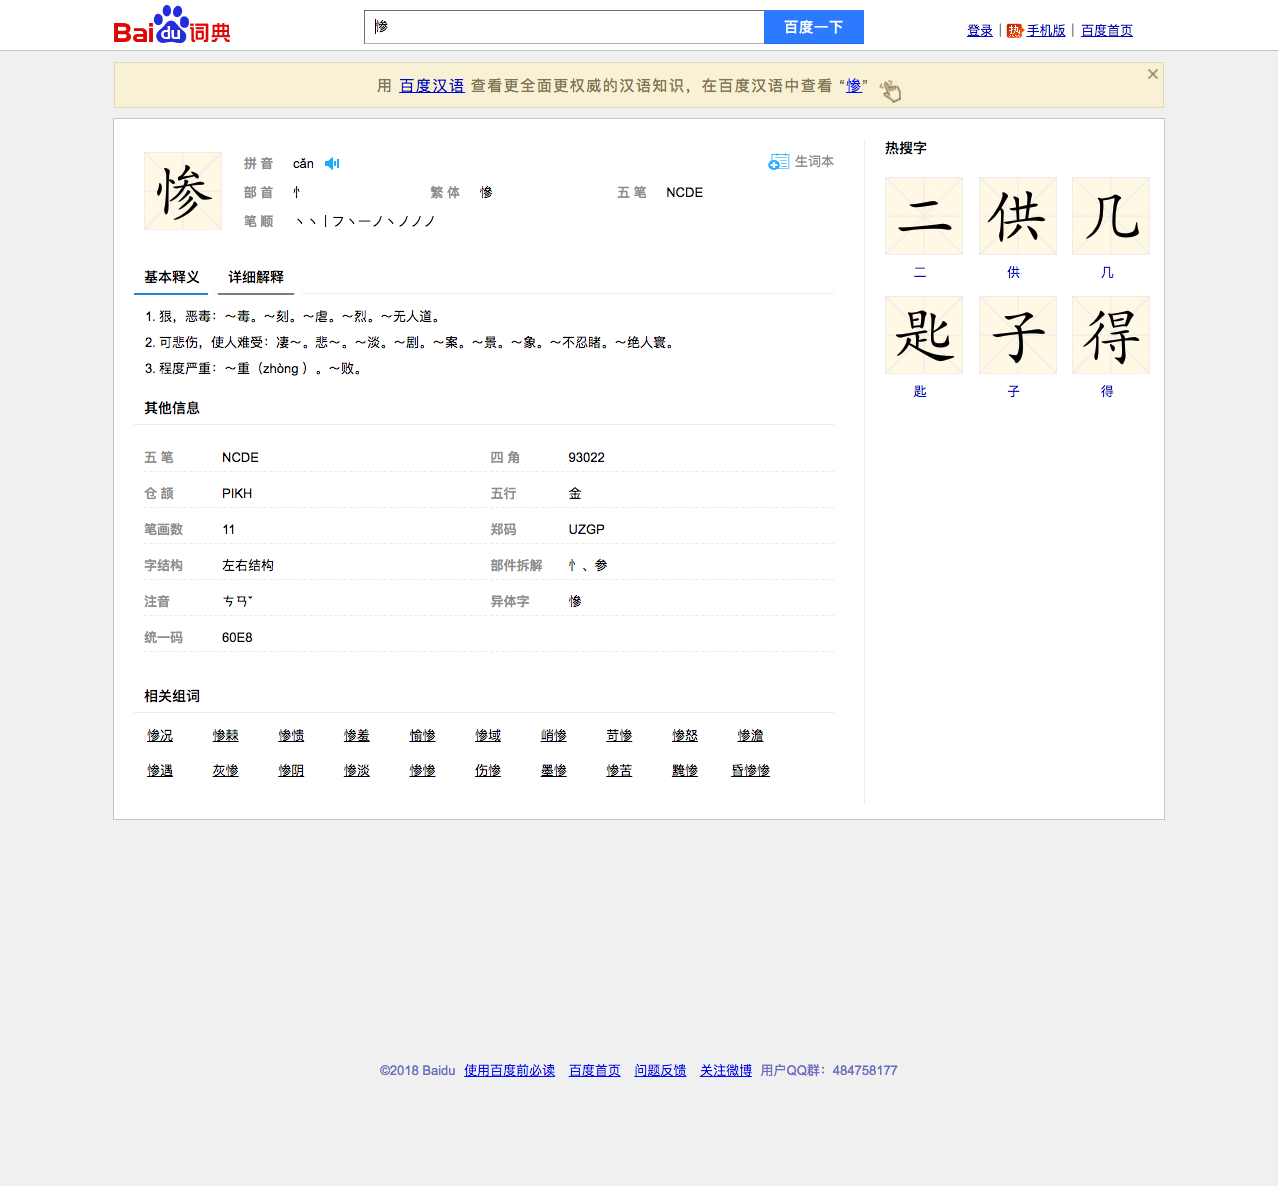 Baidu词典 惨 百度一下 登录 | 热 手机版 | 百度首页
用 百度汉语 查看更全面更权威的汉语知识，在百度汉语中查看 “惨”
惨
拼 音 cǎn 生词本
部 首 忄 繁 体 慘 五 笔 NCDE
笔 顺 丶丶丨フ丶一ノ丶ノノノ
基本释义 详细解释
1. 狠，恶毒：～毒。～刻。～虐。～烈。～无人道。
2. 可悲伤，使人难受：凄～。悲～。～淡。～剧。～案。～景。～象。～不忍睹。～绝人寰。
3. 程度严重：～重（zhòng ）。～败。
其他信息
五 笔 NCDE 四 角 93022
仓 颉 PIKH 五行 金
笔画数 11 郑码 UZGP
字结构 左右结构 部件拆解 忄、参
注音 ㄘㄢˇ 异体字 慘
统一码 60E8
相关组词
惨况 惨棘 惨愦 惨羞 愉惨 惨域 峭惨 苛惨 惨怒 惨澹
惨遇 灰惨 惨阴 惨淡 惨惨 伤惨 墨惨 惨苦 黪惨 昏惨惨
热搜字
二 供 几
二 供 几
匙 子 得
匙 子 得
©2018 Baidu 使用百度前必读 百度首页 问题反馈 关注微博 用户QQ群：484758177